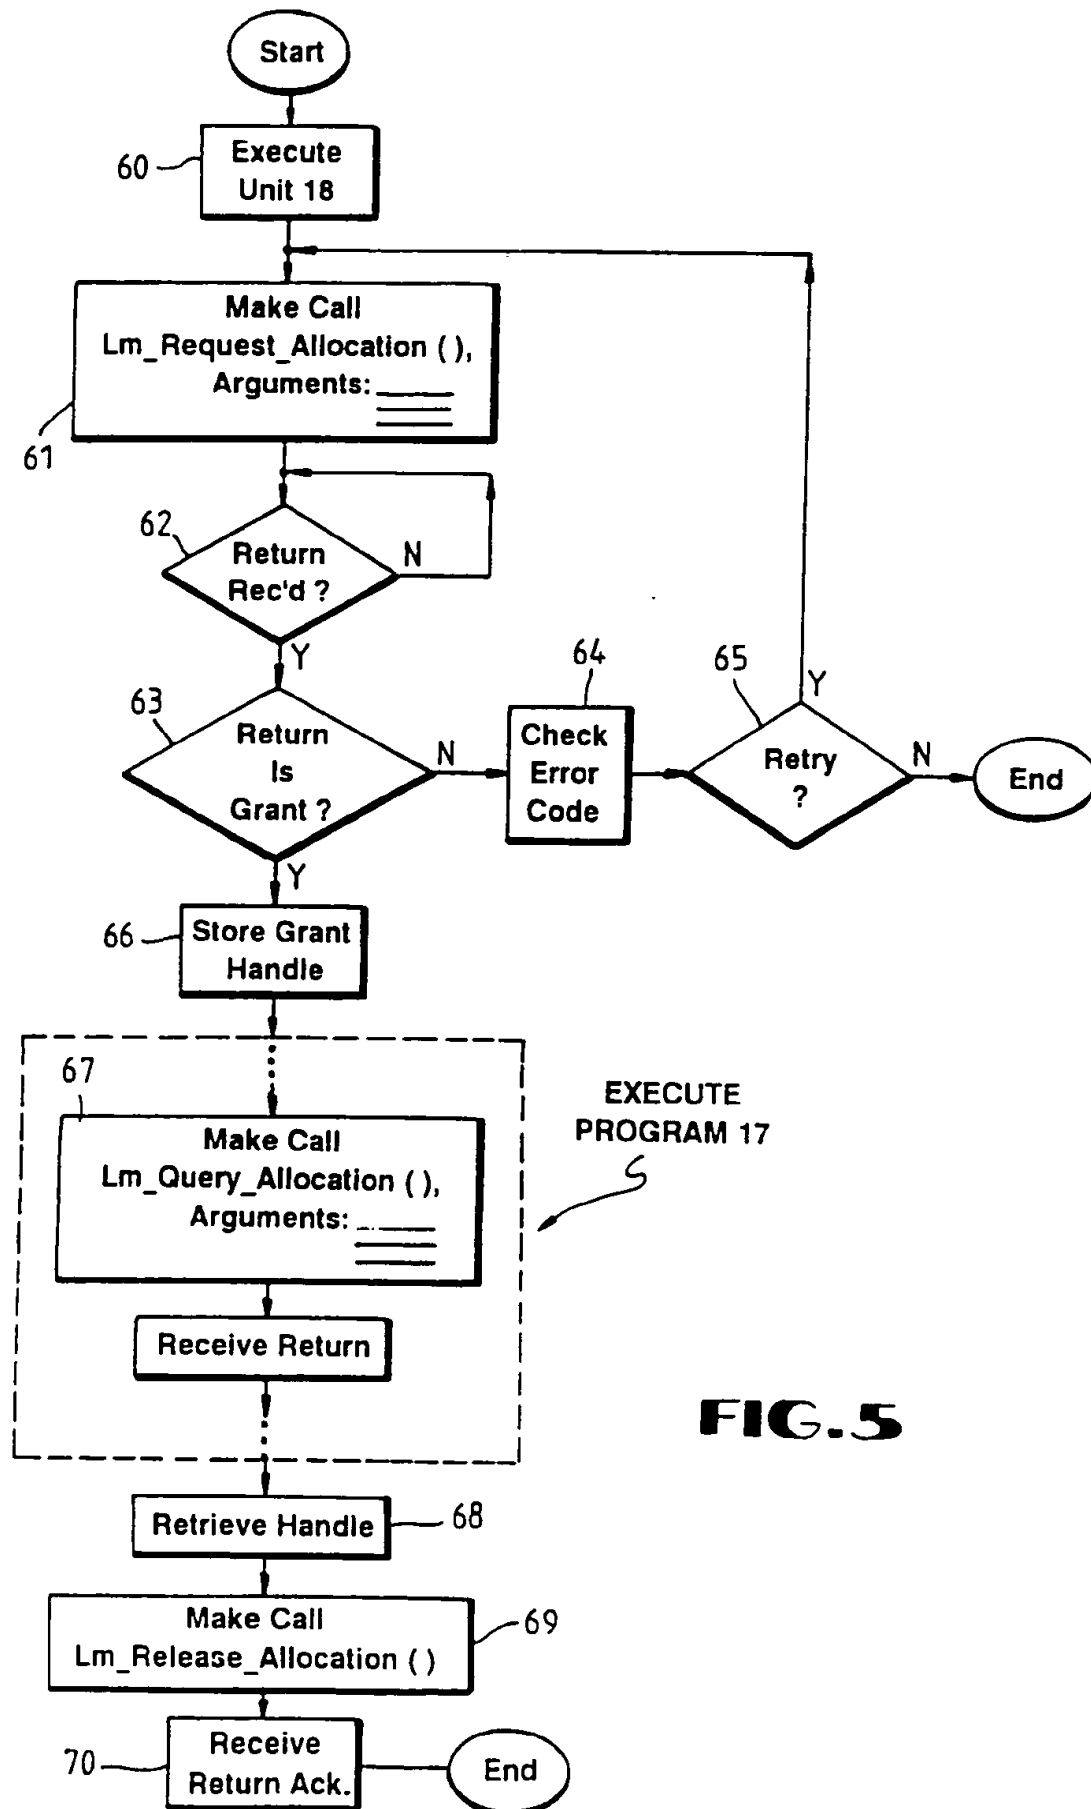 Start
60
Execute
Unit 18
Make Call
Lm_Request_Allocation ( ),
Arguments:
61
62
Return
Rec'd ?
N
Y
63
Return
Is
Grant ?
N
Y
64
Check
Error
Code
65
Retry
?
Y
N
End
66
Store Grant
Handle
67
Make Call
Lm_Query_Allocation ( ),
Arguments:
Receive Return
EXECUTE
PROGRAM 17
FIG.5
Retrieve Handle
68
Make Call
Lm_Release_Allocation ( )
69
70
Receive
Return Ack.
End